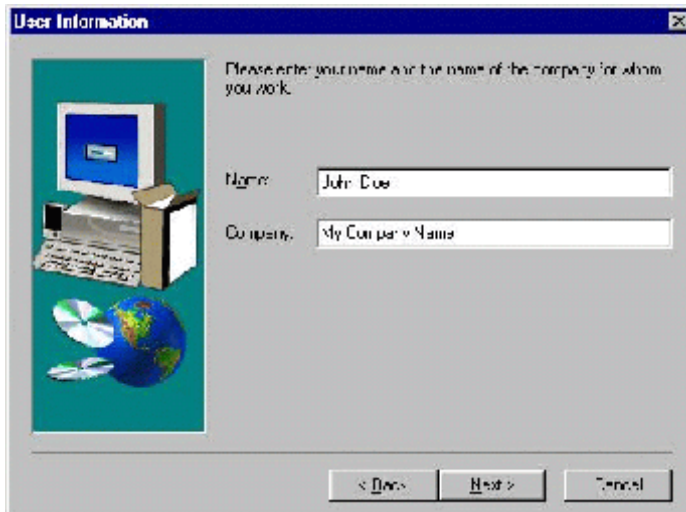 User Information
Please enter your name and the name of the company for whom
you work.
Name:
John Doe
Company:
My Company Name
< Back
Next >
Cancel